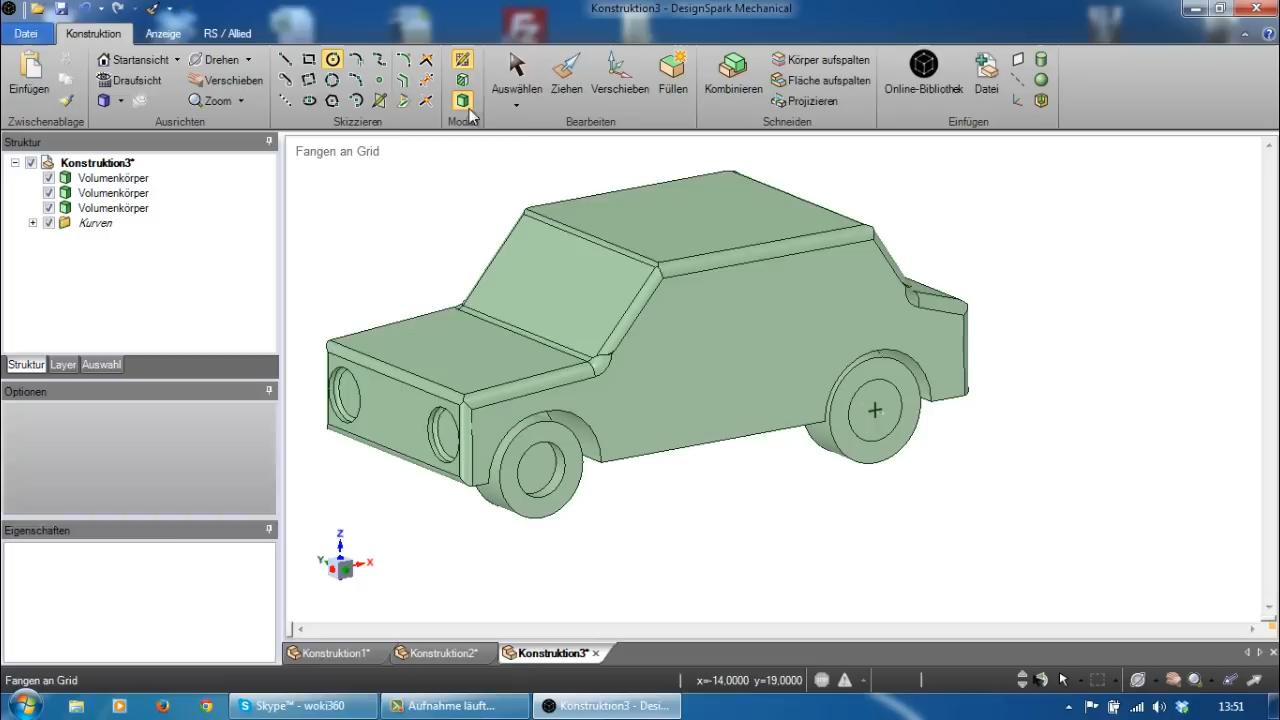 Konstruktion3 - DesignSpark Mechanical
Datei Konstruktion Anzeige RS / Allied
Einfügen
Zwischenablage
Startansicht
Draufsicht
Drehen
Verschieben
Zoom
Ausrichten
Skizzieren
Auswählen Ziehen Verschieben Füllen
Bearbeiten
Kombinieren
Körper aufspalten
Fläche aufspalten
Projizieren
Schneiden
Online-Bibliothek Datei
Einfügen
Struktur
Konstruktion3*
Volumenkörper
Volumenkörper
Volumenkörper
Kurven
Struktur Layer Auswahl
Optionen
Eigenschaften
Fangen an Grid
Z
Y X
Konstruktion1* Konstruktion2* Konstruktion3*
Fangen an Grid
x=-14,0000 y=19,0000
Skype™ - woki360
Aufnahme läuft...
Konstruktion3 - Desi...
13:51